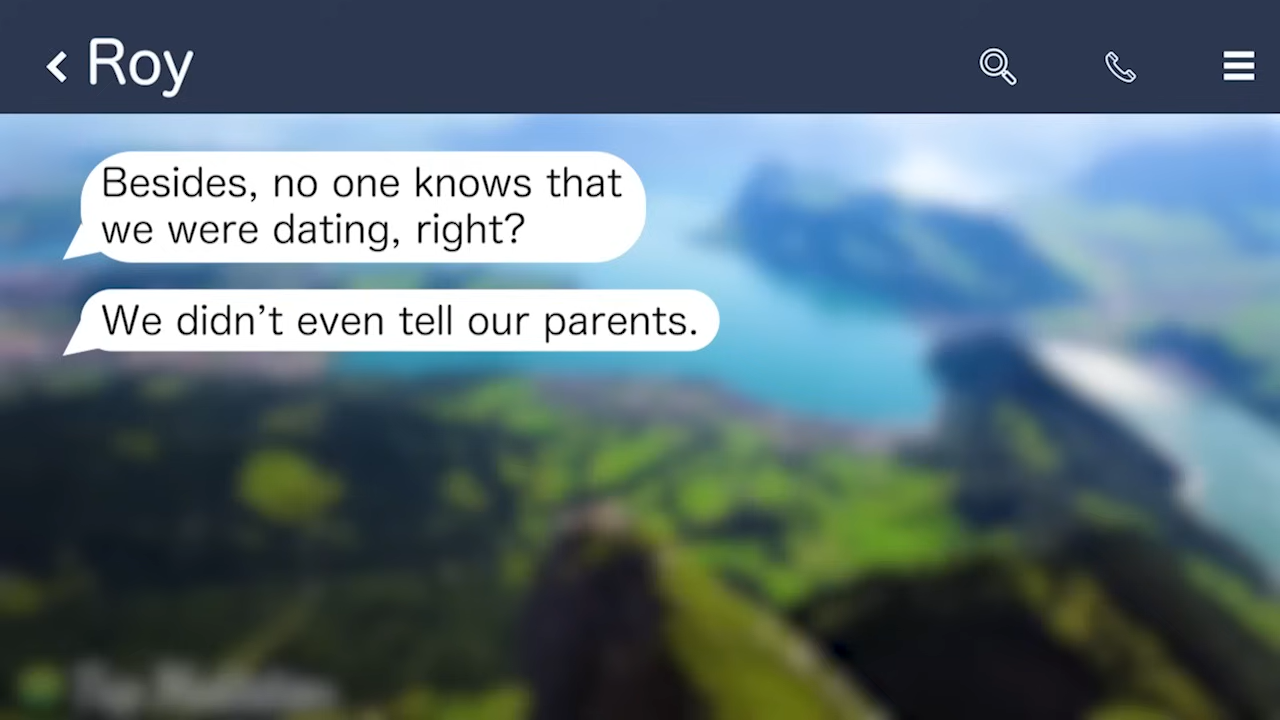 Roy
Besides, no one knows that
we were dating, right?
We didn't even tell our parents.